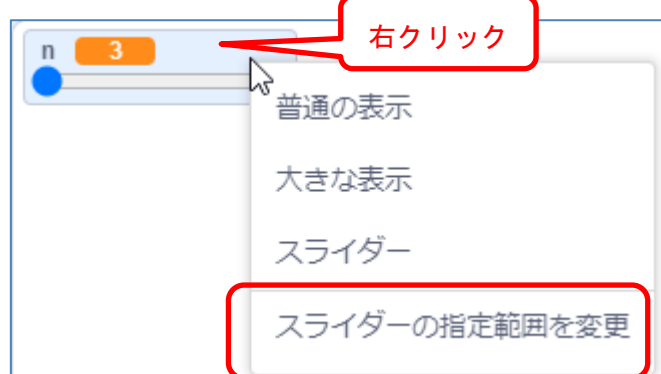 n 3
右クリック
普通の表示
大きな表示
スライダー
スライダーの指定範囲を変更